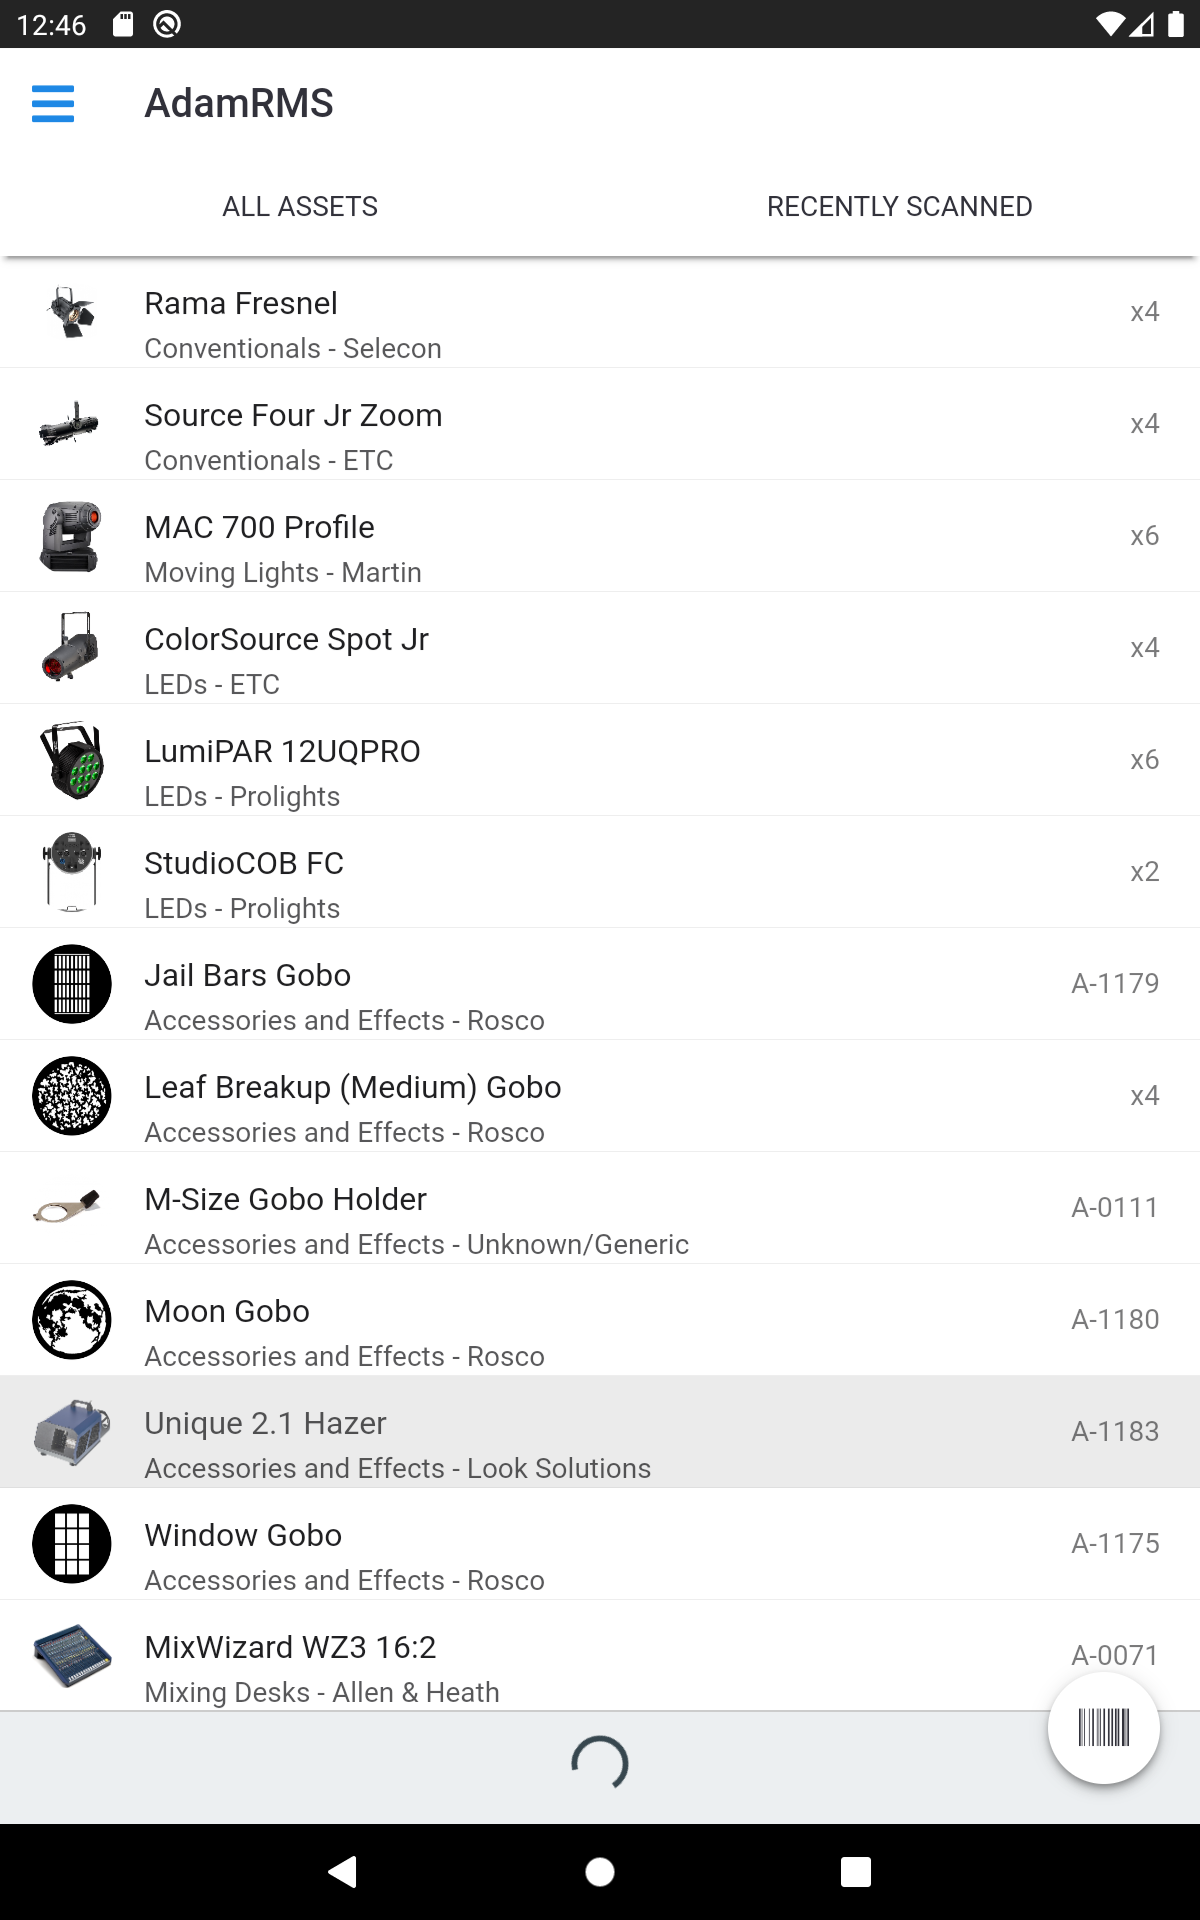 12:46
AdamRMS
ALL ASSETS
RECENTLY SCANNED
Rama Fresnel
x4
Conventionals - Selecon
Source Four Jr Zoom
x4
Conventionals - ETC
MAC 700 Profile
x6
Moving Lights - Martin
ColorSource Spot Jr
x4
LEDs - ETC
LumiPAR 12UQPRO
x6
LEDs - Prolights
StudioCOB FC
x2
LEDs - Prolights
Jail Bars Gobo
A-1179
Accessories and Effects - Rosco
Leaf Breakup (Medium) Gobo
x4
Accessories and Effects - Rosco
M-Size Gobo Holder
A-0111
Accessories and Effects - Unknown/Generic
Moon Gobo
A-1180
Accessories and Effects - Rosco
Unique 2.1 Hazer
A-1183
Accessories and Effects - Look Solutions
Window Gobo
A-1175
Accessories and Effects - Rosco
MixWizard WZ3 16:2
A-0071
Mixing Desks - Allen & Heath